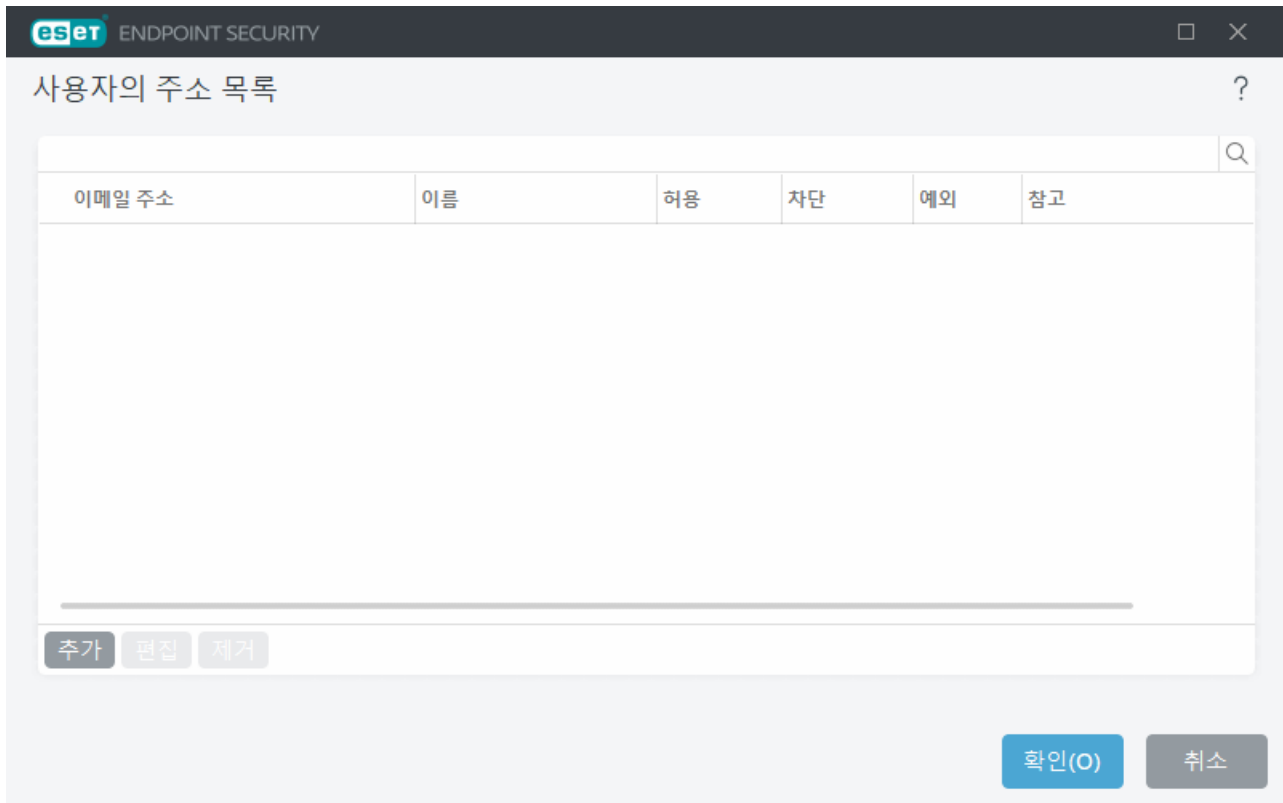 eset ENDPOINT SECURITY
사용자의 주소 목록 ?
이메일 주소 이름 허용 차단 예외 참고
추가 편집 제거
확인(O) 취소